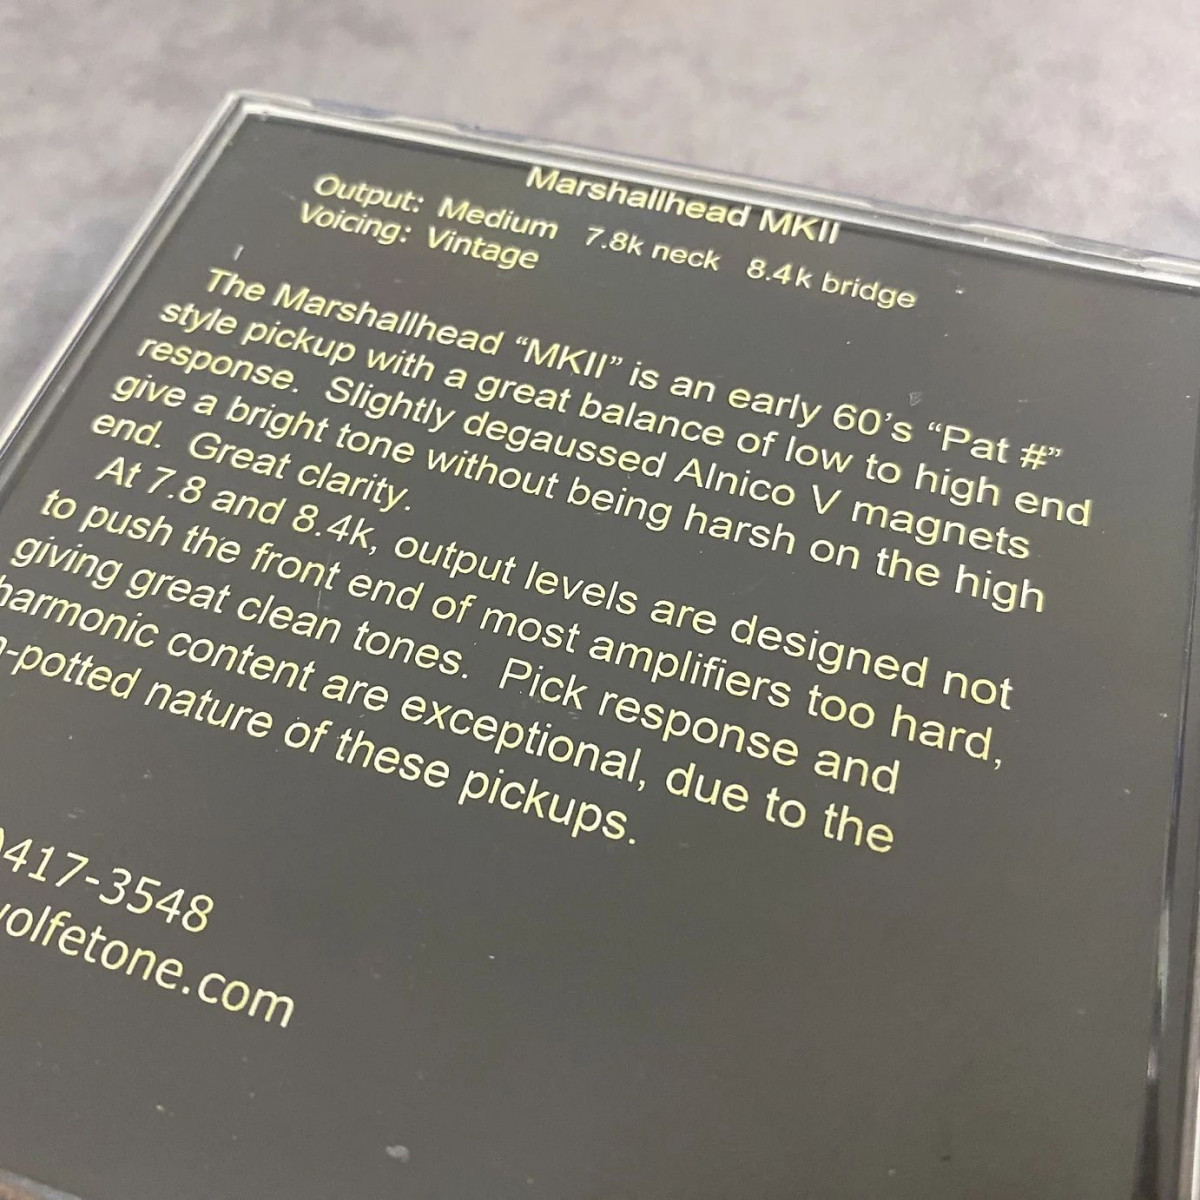 Marshallhead MKII
Output: Medium 7.8k neck 8.4k bridge
Voicing: Vintage
The Marshallhead “MKII” is an early 60’s “Pat #”
style pickup with a great balance of low to high end
response. Slightly degaussed Alnico V magnets
give a bright tone without being harsh on the high
end. Great clarity.
At 7.8 and 8.4k, output levels are designed not
to push the front end of most amplifiers too hard,
giving great clean tones. Pick response and
harmonic content are exceptional, due to the
-potted nature of these pickups.
417-3548
olfetone.com